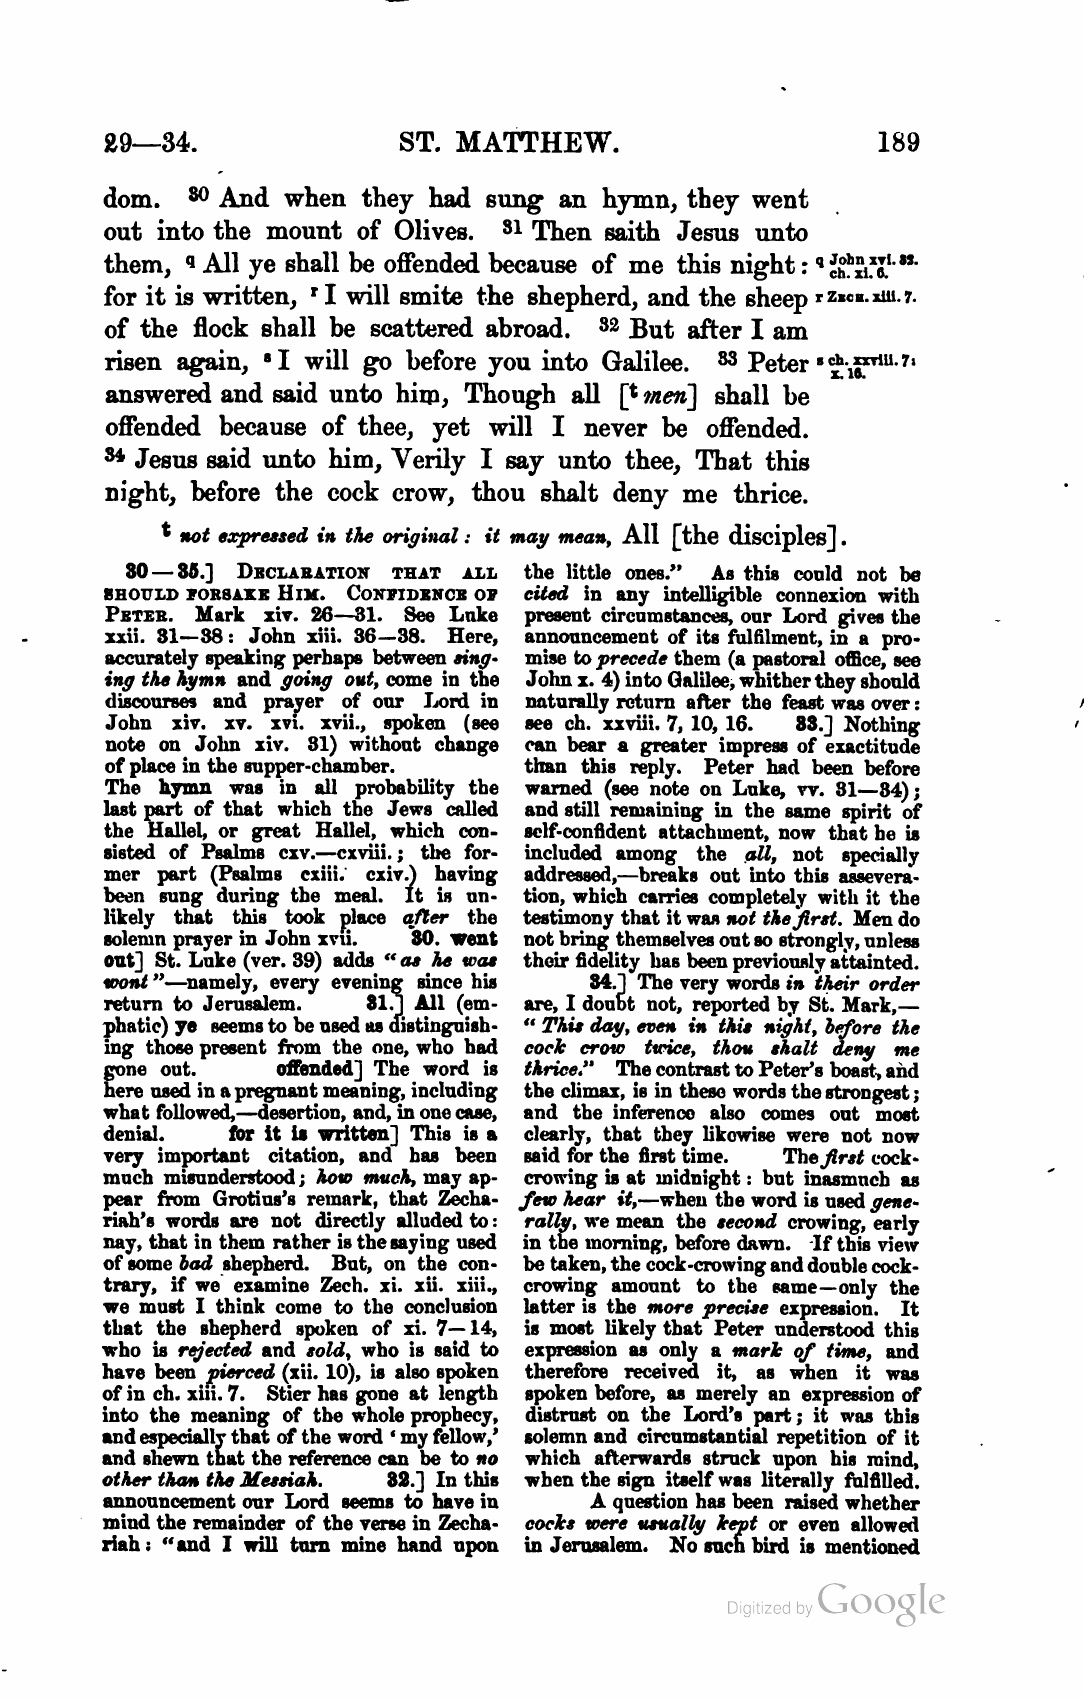 29—34.
ST. MATTHEW.
189
dom. 30 And when they had sung an hymn, they went
out into the mount of Olives. 31 Then saith Jesus unto
them, q All ye shall be offended because of me this night :
for it is written, r I will smite the shepherd, and the sheep
of the flock shall be scattered abroad. 32 But after I am
risen again, s I will go before you into Galilee. 33 Peter
answered and said unto him, Though all [t men] shall be
offended because of thee, yet will I never be offended.
34 Jesus said unto him, Verily I say unto thee, That this
night, before the cock crow, thou shalt deny me thrice.
q John xvi. 32.
ch. xi. 6.
r ZECH. xiii. 7.
s ch. xxviii. 7:
x. 16.
t not expressed in the original : it may mean, All [the disciples].
30—35.] DECLARATION THAT ALL
SHOULD FORSAKE HIM. CONFIDENCE OF
PETER. Mark xiv. 26—31. See Luke
xxii. 31—38: John xiii. 36—38. Here,
accurately speaking perhaps between sing-
ing the hymn and going out, come in the
discourses and prayer of our Lord in
John xiv. xv. xvi. xvii., spoken (see
note on John xiv. 31) without change
of place in the supper-chamber.
The hymn was in all probability the
last part of that which the Jews called
the Hallel, or great Hallel, which con-
sisted of Psalms cxv.—cxviii. ; the for-
mer part (Psalms cxiii. cxiv.) having
been sung during the meal. It is un-
likely that this took place after the
solemn prayer in John xvii. 30. went
out] St. Luke (ver. 39) adds "as he was
wont"—namely, every evening since his
return to Jerusalem. 31.] All (em-
phatic) ye seems to be used as distinguish-
ing those present from the one, who had
gone out. offended] The word is
here used in a pregnant meaning, including
what followed,—desertion, and, in one case,
denial. for it is written] This is a
very important citation, and has been
much misunderstood; how much, may ap-
pear from Grotius's remark, that Zecha-
riah's words are not directly alluded to:
nay, that in them rather is the saying used
of some bad shepherd. But, on the con-
trary, if we examine Zech. xi. xii. xiii.,
we must I think come to the conclusion
that the shepherd spoken of xi. 7—14,
who is rejected and sold, who is said to
have been pierced (xii. 10), is also spoken
of in ch. xiii. 7. Stier has gone at length
into the meaning of the whole prophecy,
and especially that of the word 'my fellow,'
and shewn that the reference can be to no
other than the Messiah. 32.] In this
announcement our Lord seems to have in
mind the remainder of the verse in Zecha-
riah: "and I will turn mine hand upon
the little ones." As this could not be
cited in any intelligible connexion with
present circumstances, our Lord gives the
announcement of its fulfilment, in a pro-
mise to precede them (a pastoral office, see
John x. 4) into Galilee, whither they should
naturally return after the feast was over:
see ch. xxviii. 7, 10, 16. 33.] Nothing
can bear a greater impress of exactitude
than this reply. Peter had been before
warned (see note on Luke, vv. 31—34);
and still remaining in the same spirit of
self-confident attachment, now that he is
included among the all, not specially
addressed,—breaks out into this assevera-
tion, which carries completely with it the
testimony that it was not the first. Men do
not bring themselves out so strongly, unless
their fidelity has been previously attainted.
34.] The very words in their order
are, I doubt not, reported by St. Mark,—
"This day, even in this night, before the
cock crow twice, thou shalt deny me
thrice." The contrast to Peter's boast, and
the climax, is in these words the strongest;
and the inference also comes out most
clearly, that they likewise were not now
said for the first time. The first cock-
crowing is at midnight: but inasmuch as
few hear it,—when the word is used gene-
rally, we mean the second crowing, early
in the morning, before dawn. If this view
be taken, the cock-crowing and double cock-
crowing amount to the same—only the
latter is the more precise expression. It
is most likely that Peter understood this
expression as only a mark of time, and
therefore received it, as when it was
spoken before, as merely an expression of
distrust on the Lord's part; it was this
solemn and circumstantial repetition of it
which afterwards struck upon his mind,
when the sign itself was literally fulfilled.
A question has been raised whether
cocks were usually kept or even allowed
in Jerusalem. No such bird is mentioned
Digitized by Google